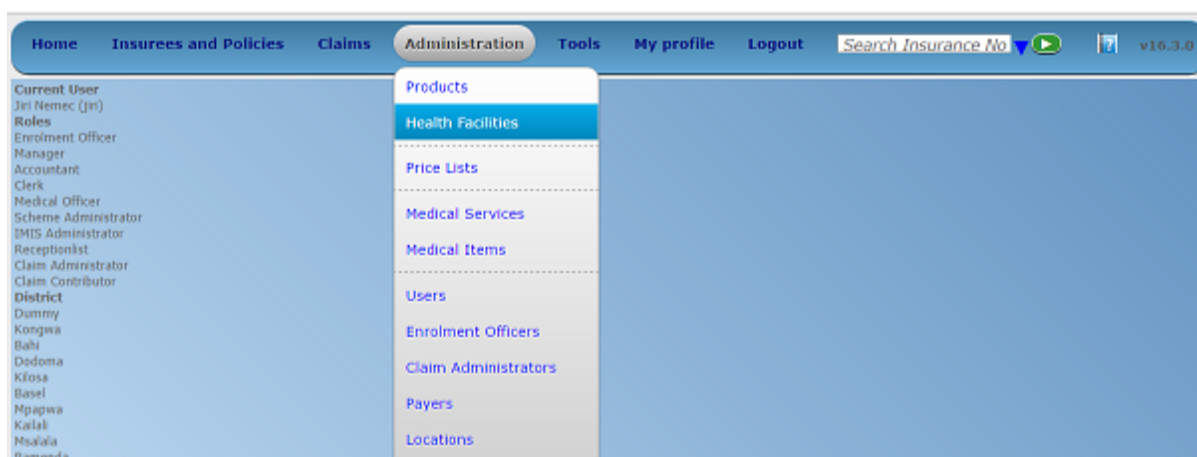 Home Insurees and Policies Claims Administration Tools My profile Logout Search Insurance No v16.3.0
Current User
Jiri Nemec (jiri)
Roles
Enrolment Officer
Manager
Accountant
Clerk
Medical Officer
Scheme Administrator
IMIS Administrator
Receptionist
Claim Administrator
Claim Contributor
District
Dummy
Kongwa
Bahi
Dodoma
Kilosa
Basel
Mpapwa
Kailali
Msalala
Products
Health Facilities
Price Lists
Medical Services
Medical Items
Users
Enrolment Officers
Claim Administrators
Payers
Locations